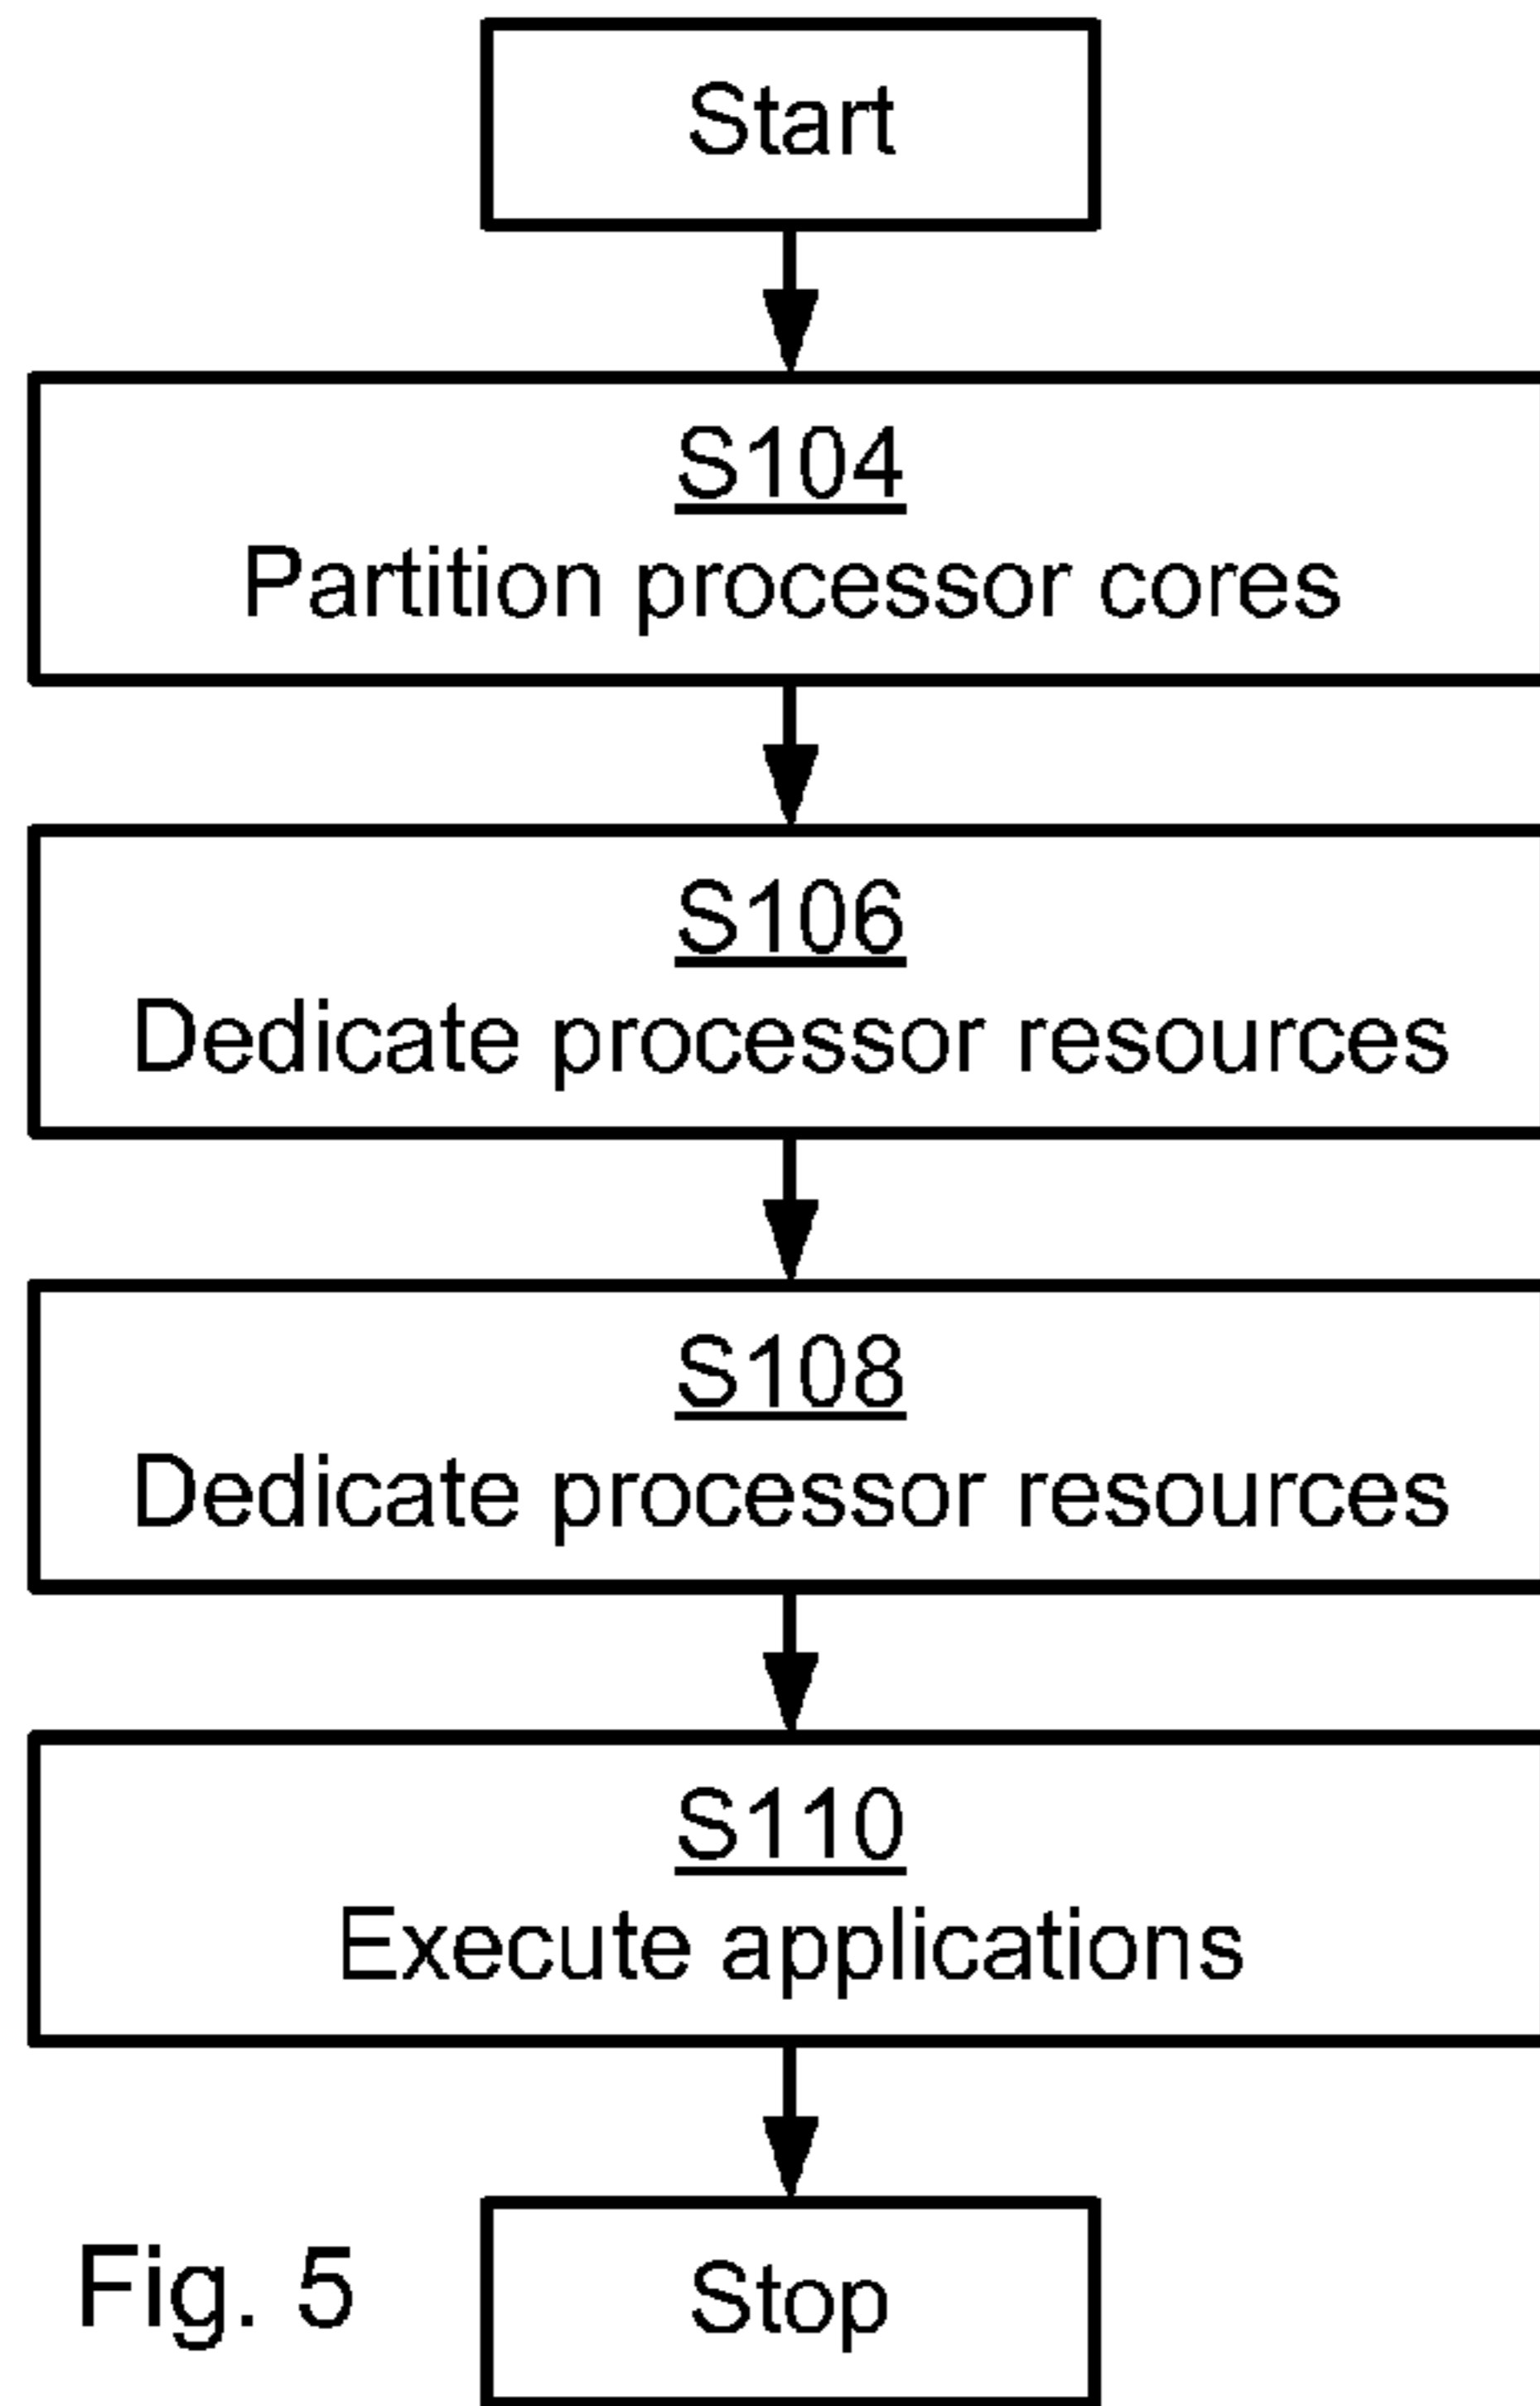 Start
S104
Partition processor cores
S106
Dedicate processor resources
S108
Dedicate processor resources
S110
Execute applications
Fig. 5
Stop